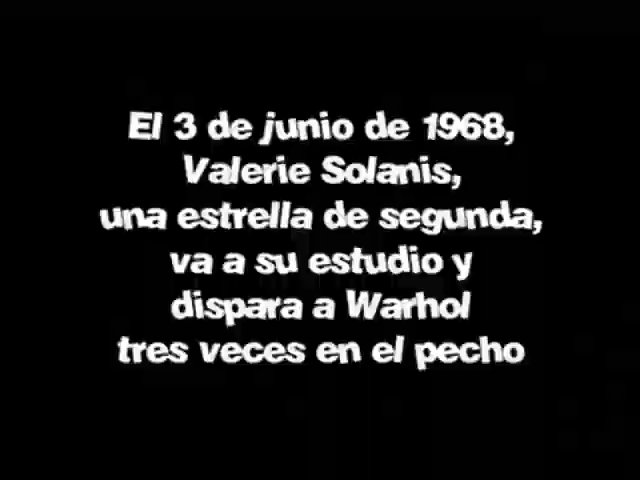 El 3 de junio de 1968,
Valerie Solanis,
una estrella de segunda,
va a su estudio y
dispara a Warhol
tres veces en el pecho